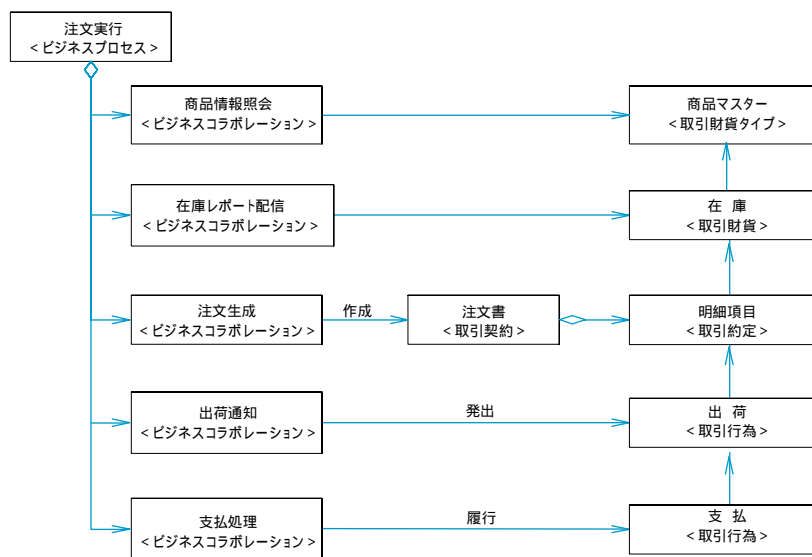 注文実行
<ビジネスプロセス>
商品情報照会
<ビジネスコラボレーション>
商品マスター
<取引財貨タイプ>
在庫レポート配信
<ビジネスコラボレーション>
在 庫
<取引財貨>
注文生成
<ビジネスコラボレーション>
作成
注文書
<取引契約>
明細項目
<取引約定>
出荷通知
<ビジネスコラボレーション>
発出
出 荷
<取引行為>
支払処理
<ビジネスコラボレーション>
履行
支 払
<取引行為>